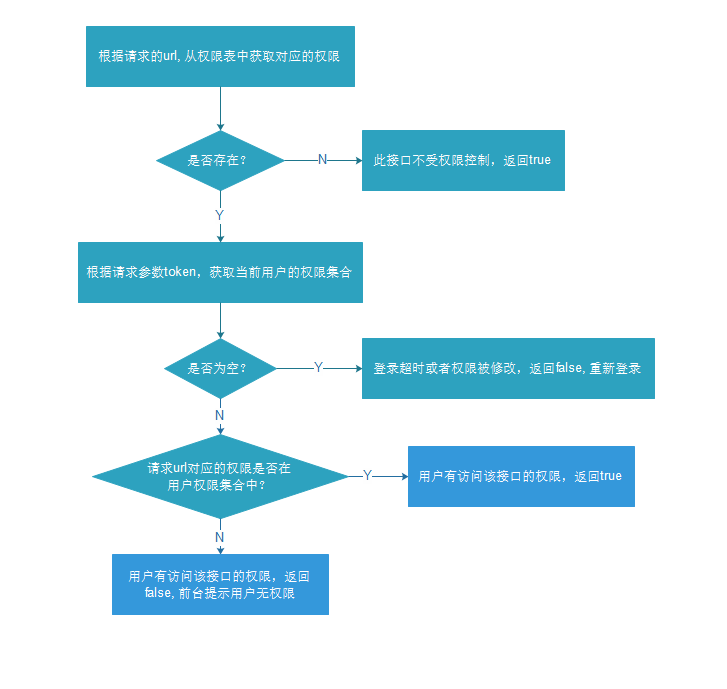 根据请求的url, 从权限表中获取对应的权限
是否存在?
N
此接口不受权限控制，返回true
Y
根据请求参数token，获取当前用户的权限集合
是否为空?
Y
登录超时或者权限被修改，返回false, 重新登录
N
请求url对应的权限是否在
用户权限集合中?
Y
用户有访问该接口的权限，返回true
N
用户有访问该接口的权限，返回
false, 前台提示用户无权限